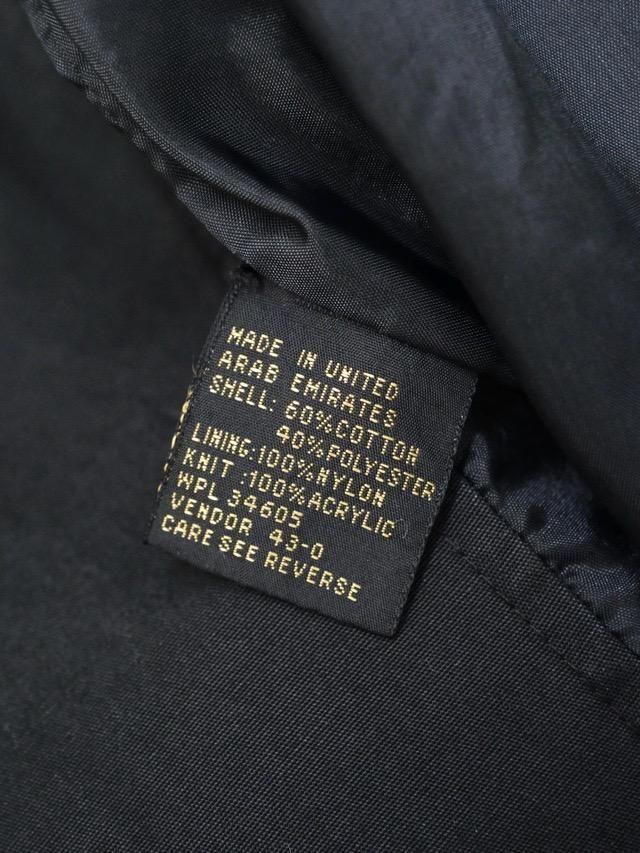 MADE IN UNITED
ARAB EMIRATES
SHELL: 60%COTTON
40%POLYESTER
LINING:100%NYLON
KNIT :100%ACRYLIC
WPL 34605
VENDOR 43-0
CARE SEE REVERSE